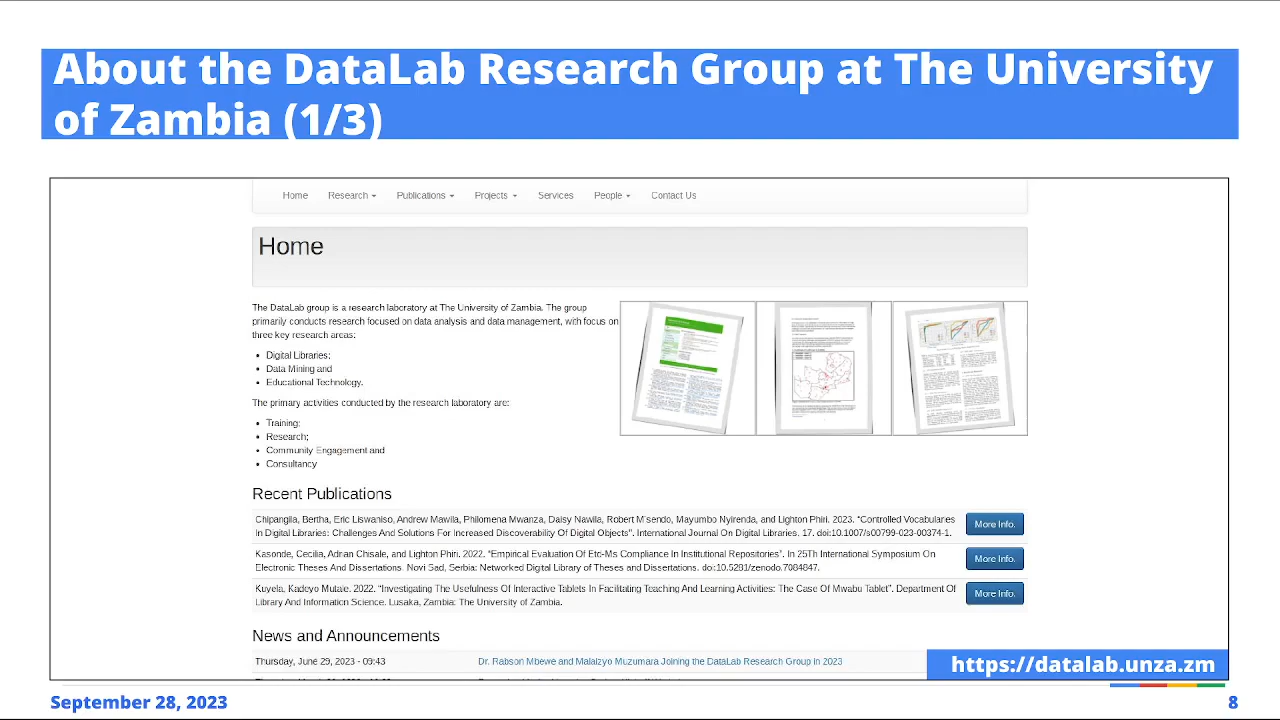 About the DataLab Research Group at The University
of Zambia (1/3)
Home Research Publications Projects Services People Contact Us
Home
The DataLab group is a research laboratory at The University of Zambia. The group
primarily conducts research focused on data analysis and data management, with focus on
three key research areas:
Digital Libraries;
Data Mining and
Educational Technology.
The primary activities conducted by the research laboratory are:
Training;
Research;
Community Engagement and
Consultancy
Recent Publications
Chipangila, Bertha, Eric Liswaniso, Andrew Mawila, Philomena Mwanza, Daisy Nawila, Robert M'sendo, Mayumbo Nyirenda, and Lighton Phiri. 2023. "Controlled Vocabularies
In Digital Libraries: Challenges And Solutions For Increased Discoverability Of Digital Objects". International Journal On Digital Libraries. 17. doi:10.1007/s00799-023-00374-1.
More Info.
Kasonde, Cecilia, Adrian Chisale, and Lighton Phiri. 2022. "Empirical Evaluation Of Etd-Ms Compliance In Institutional Repositories". In 25Th International Symposium On
Electronic Theses And Dissertations. Novi Sad, Serbia: Networked Digital Library of Theses and Dissertations. doi:10.5281/zenodo.7084847.
More Info.
Kuyela, Kadeyo Mutale. 2022. "Investigating The Usefulness Of Interactive Tablets In Facilitating Teaching And Learning Activities: The Case Of Mwabu Tablet". Department Of
Library And Information Science. Lusaka, Zambia: The University of Zambia.
More Info.
News and Announcements
Thursday, June 29, 2023 - 09:43 Dr. Rabson Mbewe and Malaizyo Muzumara Joining the DataLab Research Group in 2023
https://datalab.unza.zm
September 28, 2023
8